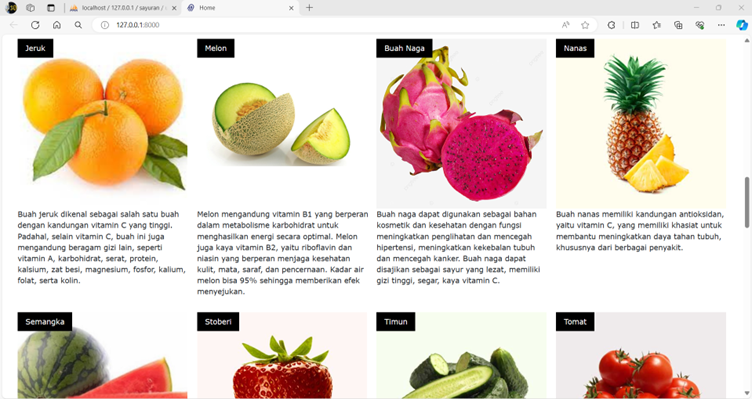 localhost / 127.0.0.1 / sayuran /
Home
127.0.0.1:8000
Jeruk
Buah jeruk dikenal sebagai salah satu buah
dengan kandungan vitamin C yang tinggi.
Padahal, selain vitamin C, buah ini juga
mengandung beragam gizi lain, seperti
vitamin A, karbohidrat, serat, protein,
kalsium, zat besi, magnesium, fosfor, kalium,
folat, serta kolin.
Melon
Melon mengandung vitamin B1 yang berperan
dalam metabolisme karbohidrat untuk
menghasilkan energi secara optimal. Melon
juga kaya vitamin B2, yaitu riboflavin dan
niasin yang berperan menjaga kesehatan
kulit, mata, saraf, dan pencernaan. Kadar air
melon bisa 95% sehingga memberikan efek
menyejukan.
Buah Naga
Buah naga dapat digunakan sebagai bahan
kosmetik dan kesehatan dengan fungsi
meningkatkan penglihatan dan mencegah
hipertensi, meningkatkan kekebalan tubuh
dan mencegah kanker. Buah naga dapat
disajikan sebagai sayur yang lezat, memiliki
gizi tinggi, segar, kaya vitamin C.
Nanas
Buah nanas memiliki kandungan antioksidan,
yaitu vitamin C, yang memiliki khasiat untuk
membantu meningkatkan daya tahan tubuh,
khususnya dari berbagai penyakit.
Semangka
Stoberi
Timun
Tomat